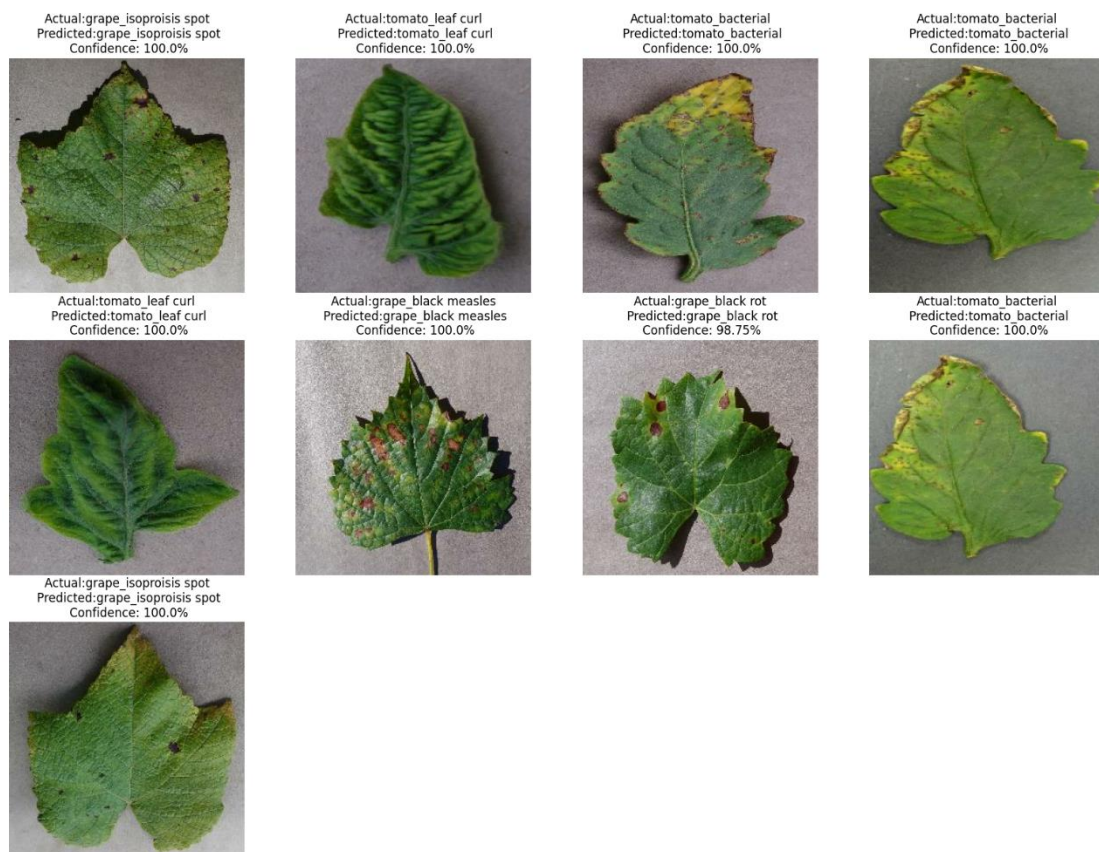 Actual:grape_isoproisis spot
Predicted:grape_isoproisis spot
Confidence: 100.0%
Actual:tomato_leaf curl
Predicted:tomato_leaf curl
Confidence: 100.0%
Actual:tomato_bacterial
Predicted:tomato_bacterial
Confidence: 100.0%
Actual:tomato_bacterial
Predicted:tomato_bacterial
Confidence: 100.0%
Actual:tomato_leaf curl
Predicted:tomato_leaf curl
Confidence: 100.0%
Actual:grape_black measles
Predicted:grape_black measles
Confidence: 100.0%
Actual:grape_black rot
Predicted:grape_black rot
Confidence: 98.75%
Actual:tomato_bacterial
Predicted:tomato_bacterial
Confidence: 100.0%
Actual:grape_isoproisis spot
Predicted:grape_isoproisis spot
Confidence: 100.0%